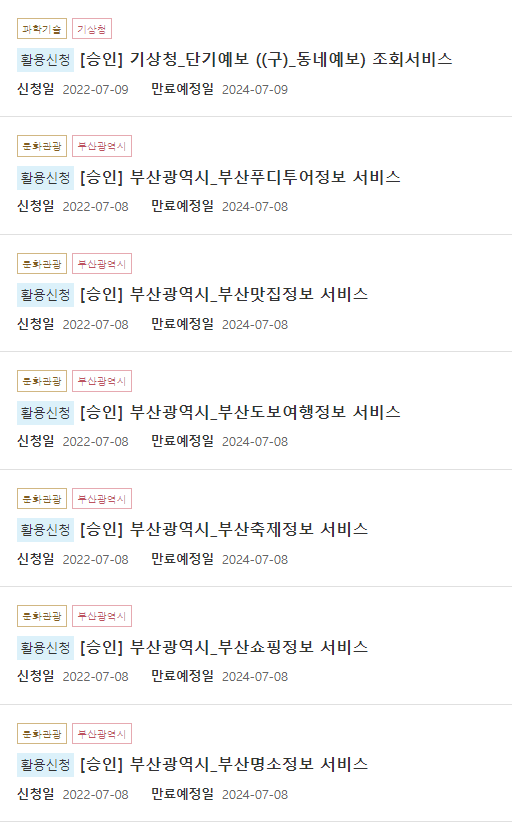 과학기술 기상청
활용신청 [승인] 기상청_단기예보 ((구)_동네예보) 조회서비스
신청일 2022-07-09 만료예정일 2024-07-09
문화관광 부산광역시
활용신청 [승인] 부산광역시_부산푸디투어정보 서비스
신청일 2022-07-08 만료예정일 2024-07-08
문화관광 부산광역시
활용신청 [승인] 부산광역시_부산맛집정보 서비스
신청일 2022-07-08 만료예정일 2024-07-08
문화관광 부산광역시
활용신청 [승인] 부산광역시_부산도보여행정보 서비스
신청일 2022-07-08 만료예정일 2024-07-08
문화관광 부산광역시
활용신청 [승인] 부산광역시_부산축제정보 서비스
신청일 2022-07-08 만료예정일 2024-07-08
문화관광 부산광역시
활용신청 [승인] 부산광역시_부산쇼핑정보 서비스
신청일 2022-07-08 만료예정일 2024-07-08
문화관광 부산광역시
활용신청 [승인] 부산광역시_부산명소정보 서비스
신청일 2022-07-08 만료예정일 2024-07-08